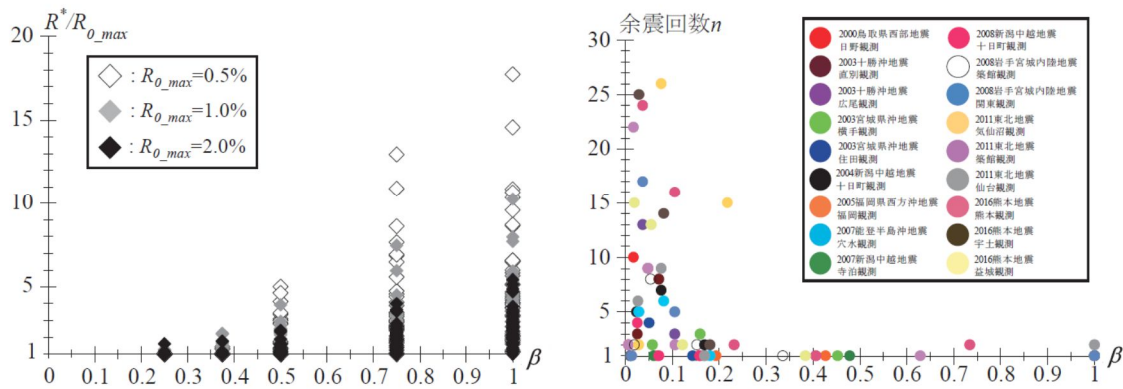 R*/R0_max
20
15
10
5
1
0 0.1 0.2 0.3 0.4 0.5 0.6 0.7 0.8 0.9 1 β
: R0_max=0.5%
: R0_max=1.0%
: R0_max=2.0%
余震回数n
30
25
20
15
10
5
1
0 0.1 0.2 0.3 0.4 0.5 0.6 0.7 0.8 0.9 1 β
2000鳥取県西部地震
日野観測
2003十勝沖地震
直別観測
2003十勝沖地震
広尾観測
2003宮城県沖地震
横手観測
2003宮城県沖地震
住田観測
2004新潟中越地震
十日町観測
2005福岡県西方沖地震
福岡観測
2007能登半島沖地震
穴水観測
2007新潟中越地震
寺泊観測
2008新潟中越地震
十日町観測
2008岩手宮城内陸地震
築館観測
2008岩手宮城内陸地震
関東観測
2011東北地震
気仙沼観測
2011東北地震
築館観測
2011東北地震
仙台観測
2016熊本地震
熊本観測
2016熊本地震
宇土観測
2016熊本地震
益城観測